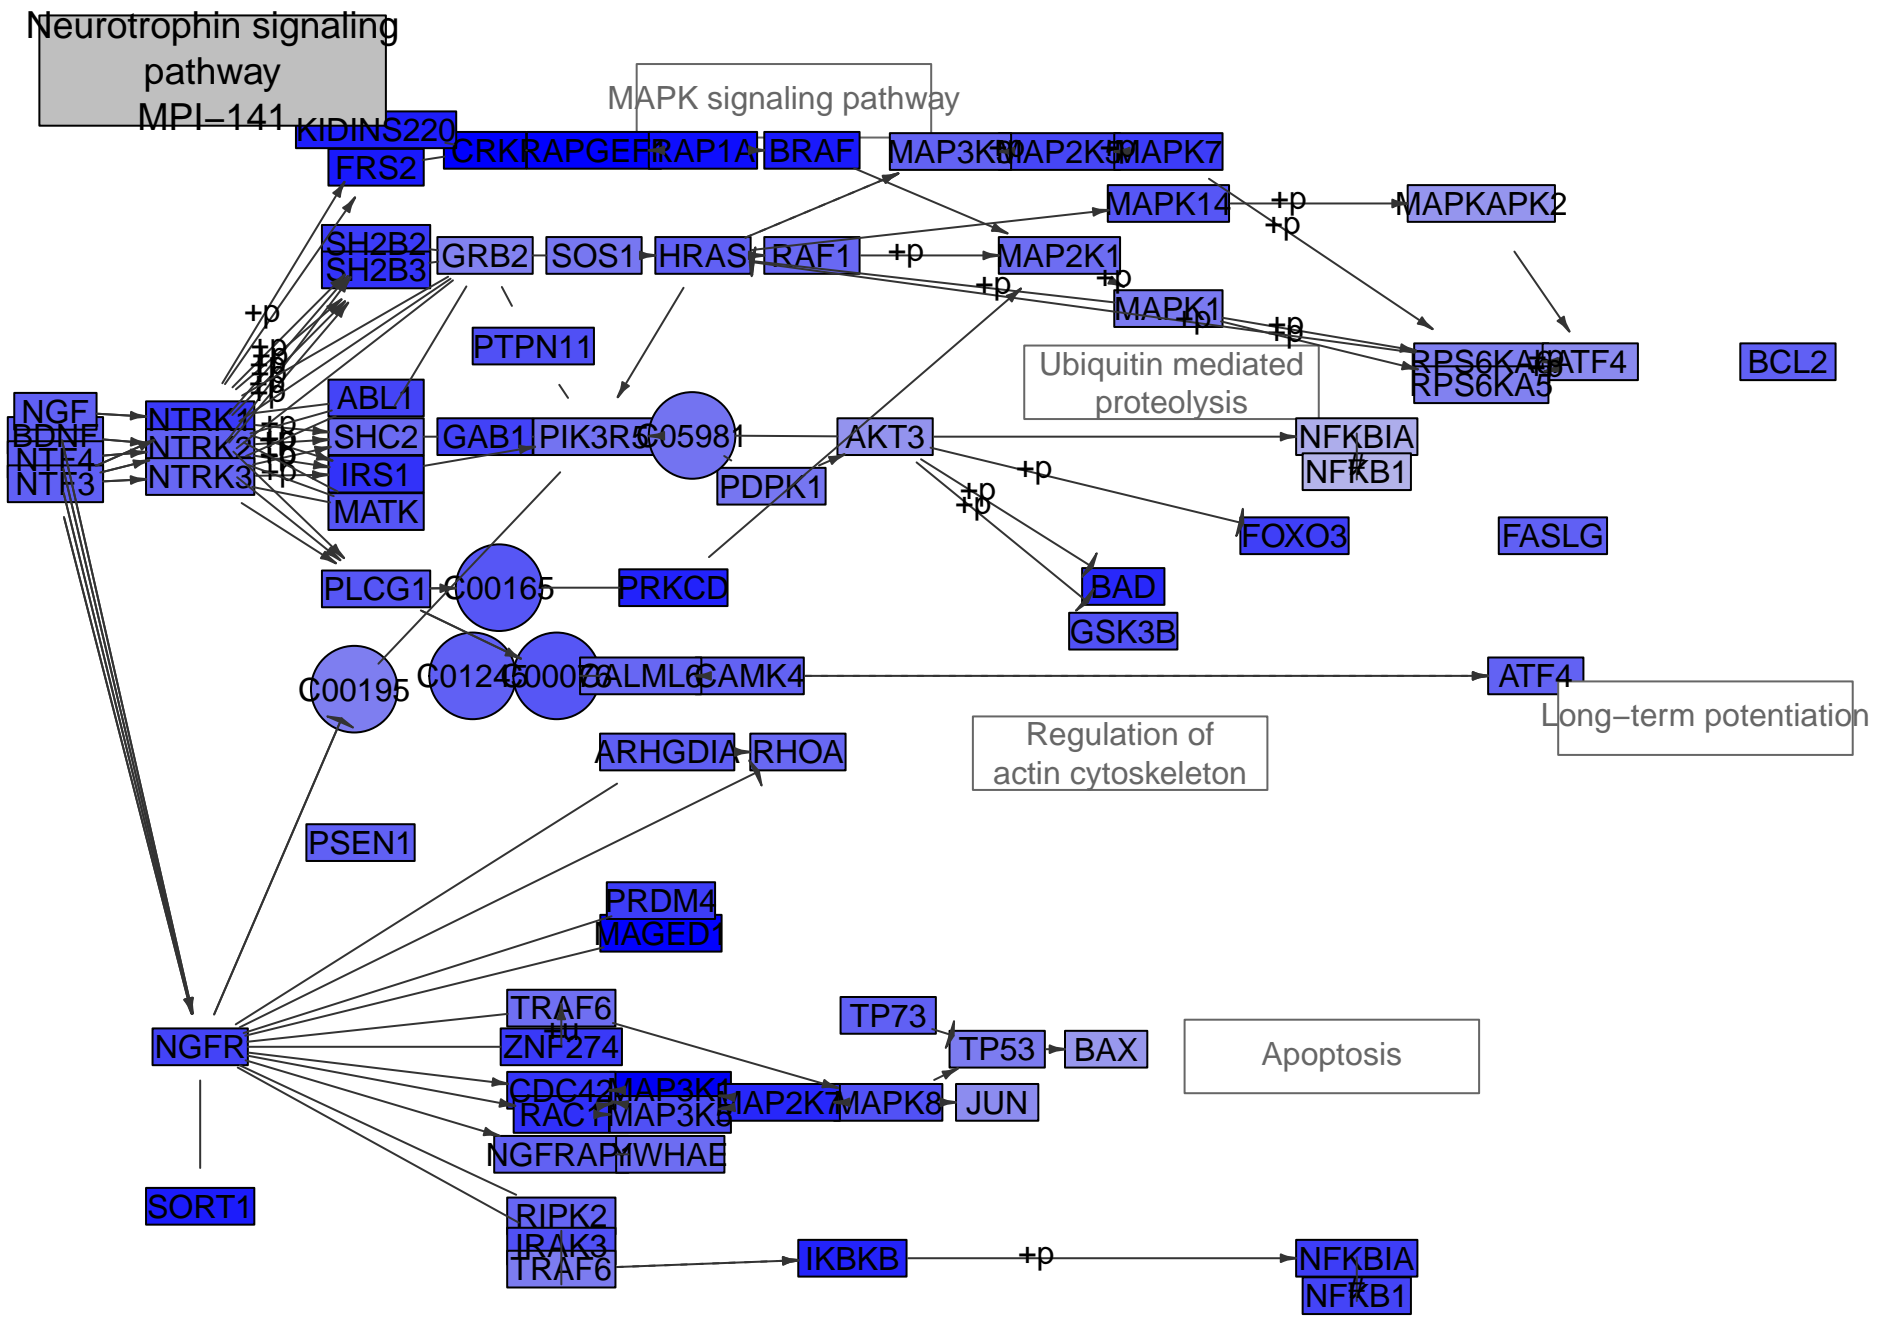 Neurotrophin signaling
pathway
MPI−141
MAPK signaling pathway
KIDINS220
FRS2
RAP1A
BRAF
MAP2K5
MAPK7
+p
MAPK14
+p
MAPKAPK2
+p
SH2B2
SH2B3
GRB2
SOS1
HRAS
RAF1
+p
MAP2K1
+p
+p
MAPK1
+p
+p
+p
+p
PTPN11
Ubiquitin mediated
proteolysis
RPS6KA6
RPS6KA5
ATF4
BCL2
+p
+p
+p
+p
+p
NGF
BDNF
NTF4
NTF3
NTRK1
NTRK2
NTRK3
+p
+p
+p
+p
ABL1
SHC2
IRS1
MATK
GAB1
PIK3R5
C05981
PDPK1
AKT3
+p
+p
+p
NFKBIA
NFKB1
FOXO3
FASLG
BAD
GSK3B
PLCG1
C00165
PRKCD
C00195
C01245
C00076
CALML6
CAMK4
ATF4
Long−term potentiation
Regulation of
actin cytoskeleton
ARHGDIA
RHOA
PSEN1
PRDM4
MAGED1
NGFR
TRAF6
+u
ZNF274
CDC42
RAC1
MAP3K1
MAP3K5
MAP2K7
MAPK8
JUN
TP73
TP53
BAX
Apoptosis
NGFRAP1
YWHAE
SORT1
RIPK2
IRAK3
TRAF6
IKBKB
+p
NFKBIA
NFKB1